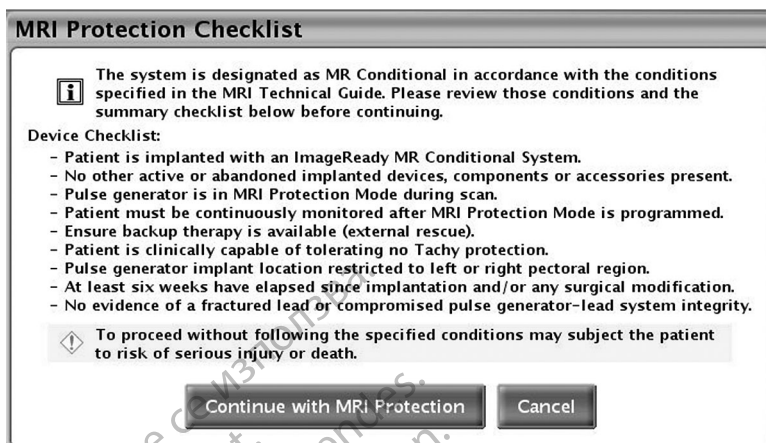 MRI Protection Checklist
The system is designated as MR Conditional in accordance with the conditions
specified in the MRI Technical Guide. Please review those conditions and the
summary checklist below before continuing.
Device Checklist:
- Patient is implanted with an ImageReady MR Conditional System.
- No other active or abandoned implanted devices, components or accessories present.
- Pulse generator is in MRI Protection Mode during scan.
- Patient must be continuously monitored after MRI Protection Mode is programmed.
- Ensure backup therapy is available (external rescue).
- Patient is clinically capable of tolerating no Tachy protection.
- Pulse generator implant location restricted to left or right pectoral region.
- At least six weeks have elapsed since implantation and/or any surgical modification.
- No evidence of a fractured lead or compromised pulse generator-lead system integrity.
To proceed without following the specified conditions may subject the patient
to risk of serious injury or death.
Continue with MRI Protection
Cancel
се използва.